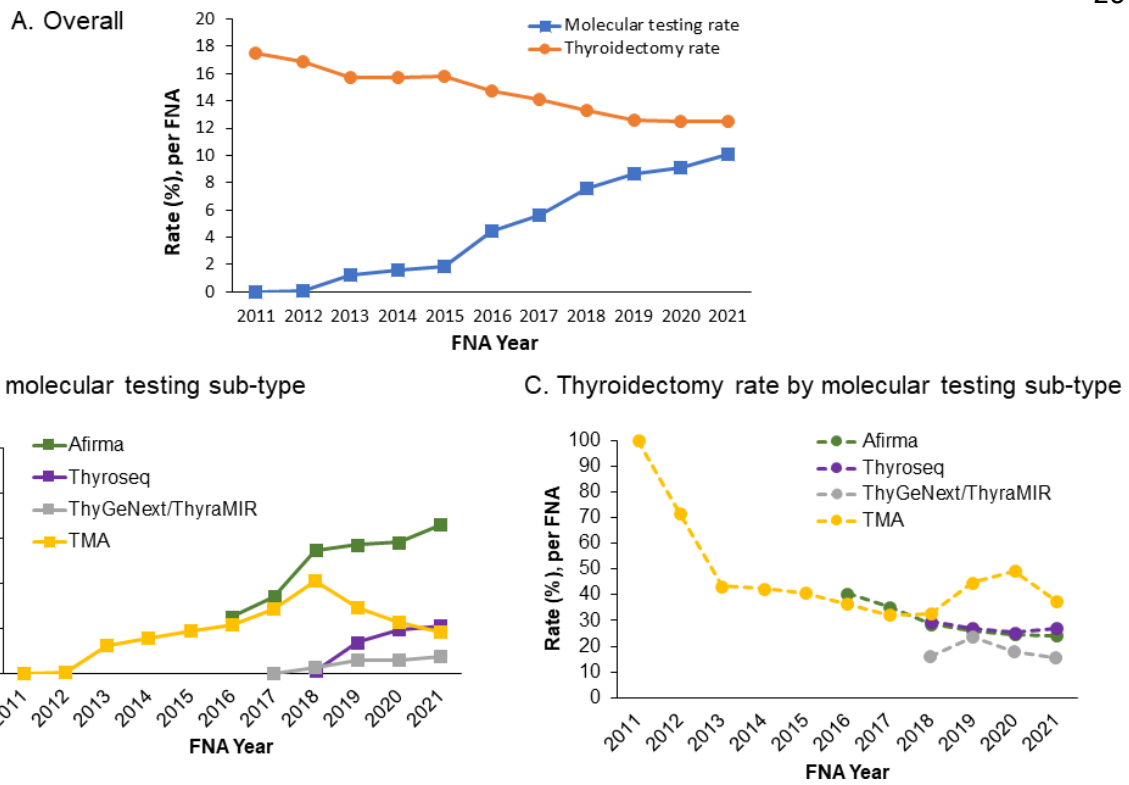 A. Overall
Molecular testing rate
Thyroidectomy rate
Rate (%), per FNA
20
18
16
14
12
10
8
6
4
2
0
2011 2012 2013 2014 2015 2016 2017 2018 2019 2020 2021
FNA Year
molecular testing sub-type
Afirma
Thyroseq
ThyGeNext/ThyraMIR
TMA
2012 2013 2014 2015 2016 2017 2018 2019 2020 2021
FNA Year
C. Thyroidectomy rate by molecular testing sub-type
Afirma
Thyroseq
ThyGeNext/ThyraMIR
TMA
Rate (%), per FNA
100
90
80
70
60
50
40
30
20
10
0
2011 2012 2013 2014 2015 2016 2017 2018 2019 2020 2021
FNA Year